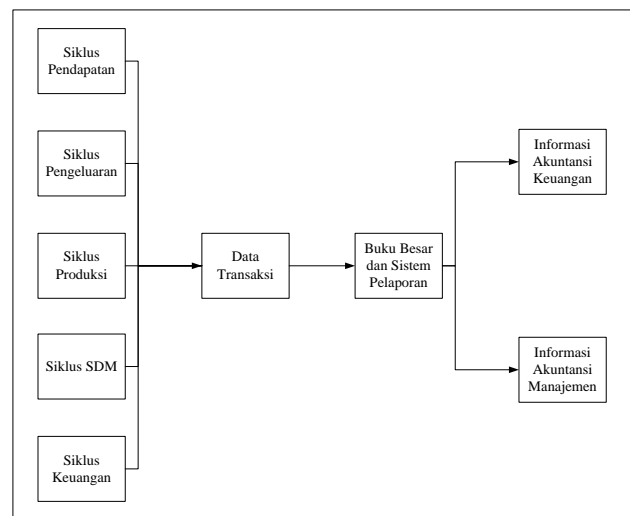 Siklus
Pendapatan
Siklus
Pengeluaran
Siklus
Produksi
Siklus SDM
Siklus
Keuangan
Data
Transaksi
Buku Besar
dan Sistem
Pelaporan
Informasi
Akuntansi
Keuangan
Informasi
Akuntansi
Manajemen